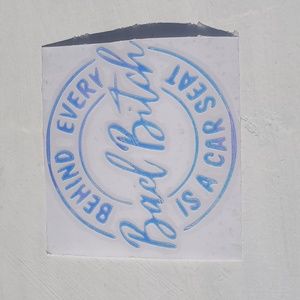 BEHIND EVERY
Bad Bitch
IS A CAR SEAT